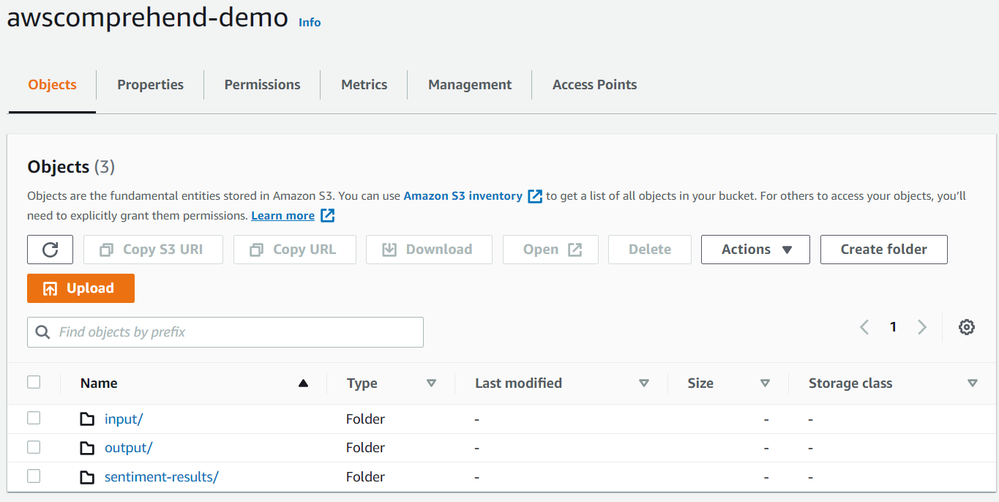 awscomprehend-demo Info
Objects Properties Permissions Metrics Management Access Points
Objects (3)
Objects are the fundamental entities stored in Amazon S3. You can use Amazon S3 inventory to get a list of all objects in your bucket. For others to access your objects, you'll
need to explicitly grant them permissions. Learn more
Copy S3 URI Copy URL Download Open Delete Actions Create folder
Upload
Find objects by prefix 1
Name Type Last modified Size Storage class
input/ Folder - - -
output/ Folder - - -
sentiment-results/ Folder - - -